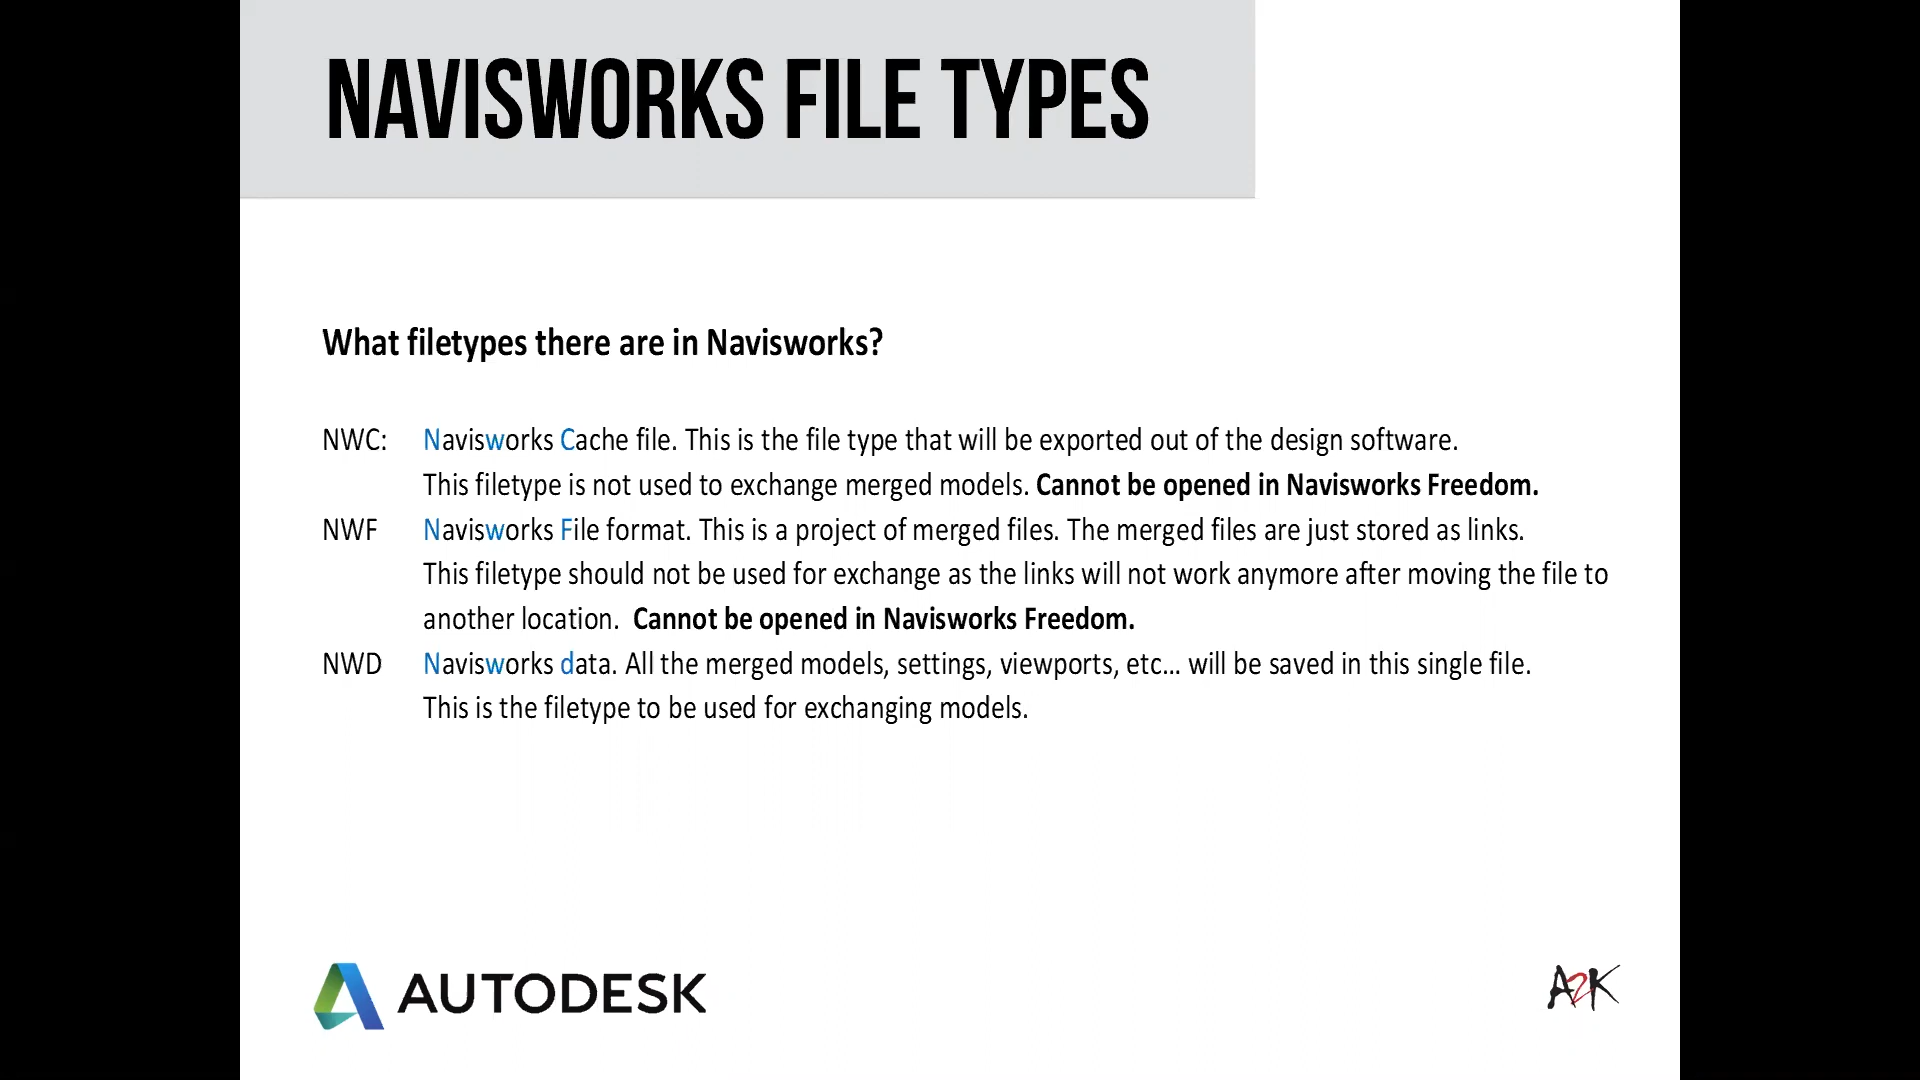 NAVISWORKS FILE TYPES
What filetypes there are in Navisworks?
NWC: Navisworks Cache file. This is the file type that will be exported out of the design software.
This filetype is not used to exchange merged models. Cannot be opened in Navisworks Freedom.
NWF Navisworks File format. This is a project of merged files. The merged files are just stored as links.
This filetype should not be used for exchange as the links will not work anymore after moving the file to
another location. Cannot be opened in Navisworks Freedom.
NWD Navisworks data. All the merged models, settings, viewports, etc... will be saved in this single file.
This is the filetype to be used for exchanging models.
AUTODESK
A2K